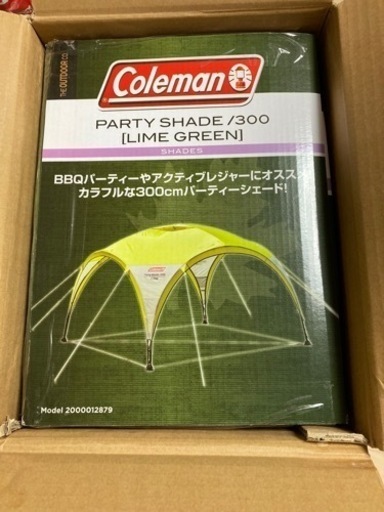 THE OUTDOOR CO.
Coleman
PARTY SHADE /300
[LIME GREEN]
SHADES
BBQパーティーやアクティブレジャーにオススメ
カラフルな300cmパーティーシェード!
Coleman
Model 2000012879